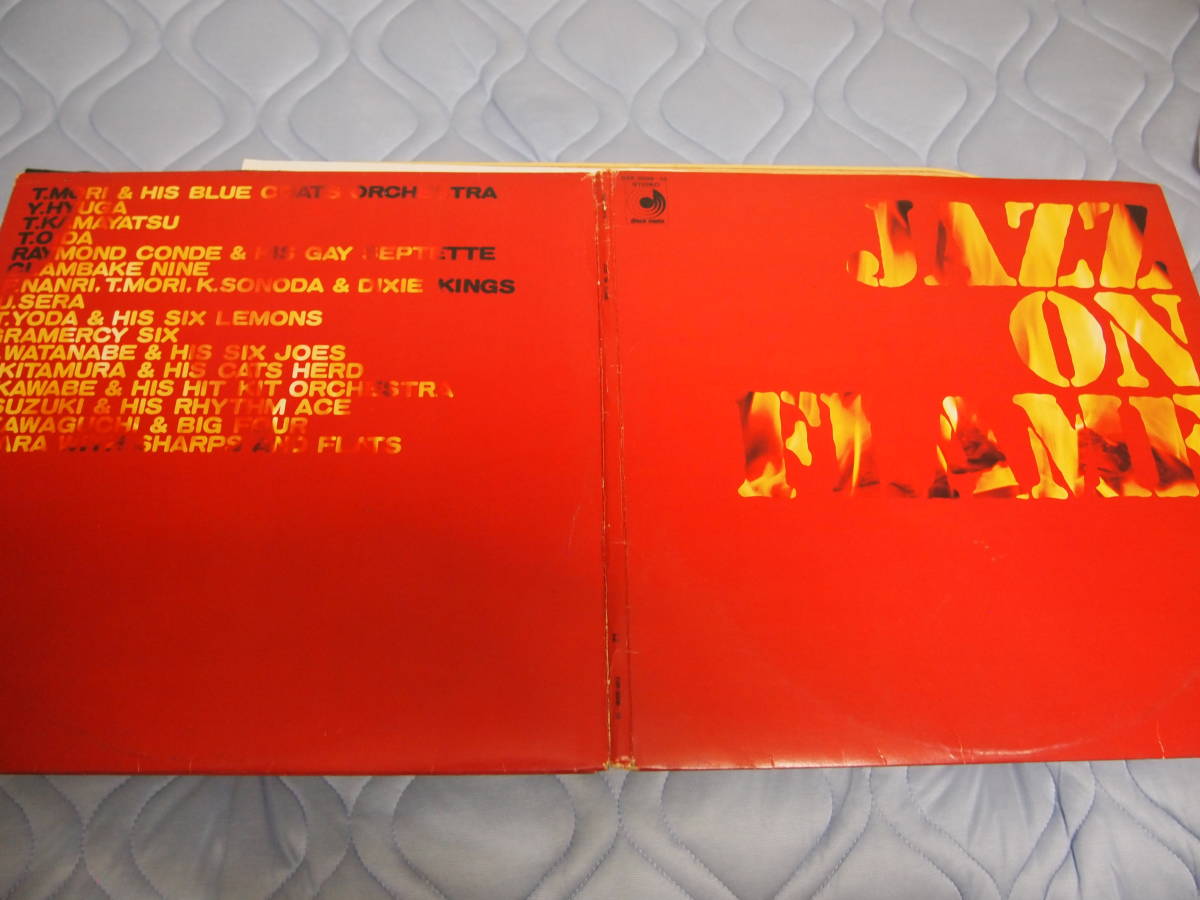 T.MORI & HIS BLUE COATS ORCHESTRA
Y.HYUGA
T.KAMAYATSU
T.ODA
RAYMOND CONDE & HIS GAY SEPTETTE
CLAMBAKE NINE
F.NANRI, T.MORI, K.SONODA & DIXIE KINGS
U.SERA
T.YODA & HIS SIX LEMONS
GRAMERCY SIX
WATANABE & HIS SIX JOES
KITAMURA & HIS CATS HERD
KAWABE & HIS HIT KIT ORCHESTRA
SUZUKI & HIS RHYTHM ACE
KAWAGUCHI & BIG FOUR
ARA WITH SHARPS AND FLATS
STEREO
JAZZ
ON
FLAME